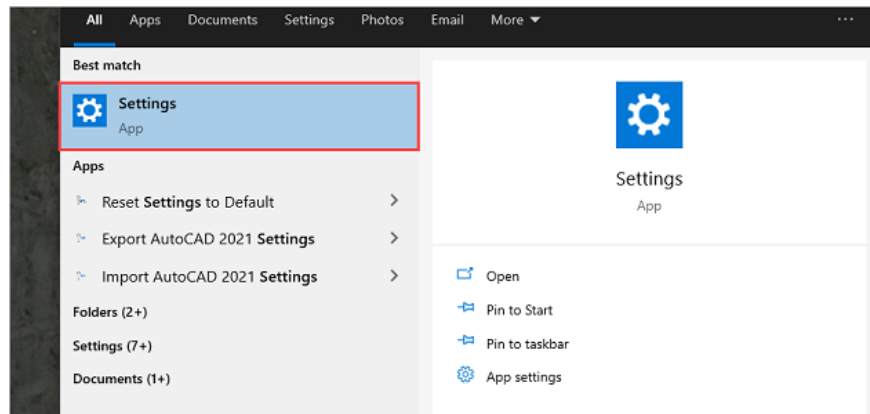 All Apps Documents Settings Photos Email More
Best match
Settings
App
Apps
Reset Settings to Default
Export AutoCAD 2021 Settings
Import AutoCAD 2021 Settings
Folders (2+)
Settings (7+)
Documents (1+)
Settings
App
Open
Pin to Start
Pin to taskbar
App settings